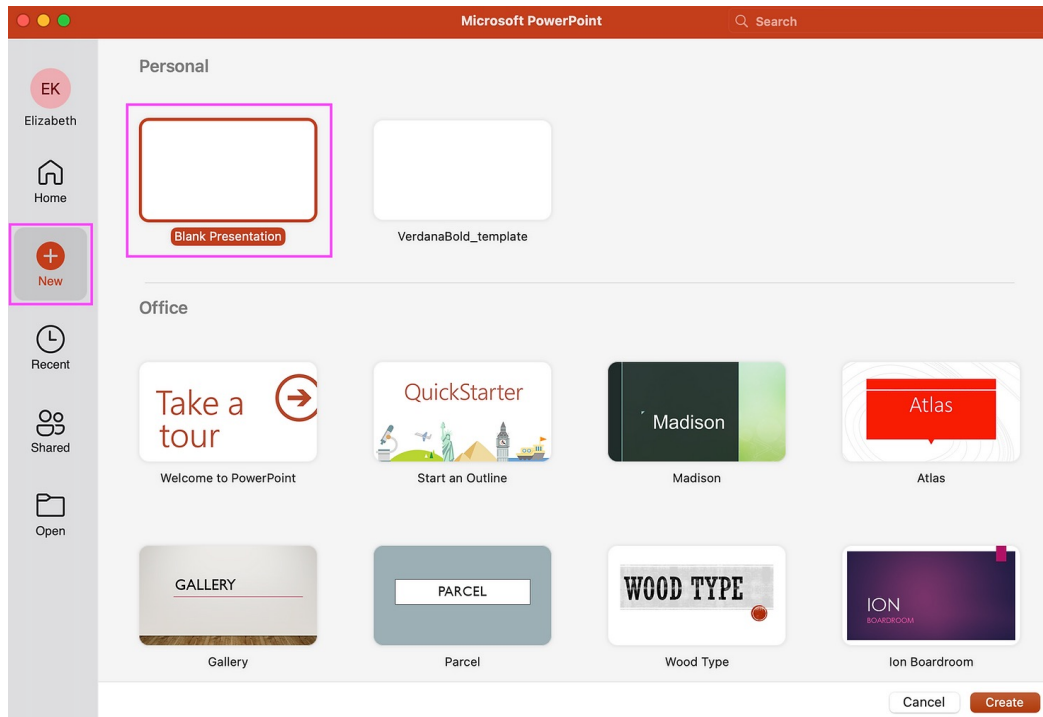 Microsoft PowerPoint
Search
EK
Elizabeth
Home
New
Recent
Shared
Open
Personal
Blank Presentation
VerdanaBold_template
Office
Take a
tour
QuickStarter
Madison
Atlas
Welcome to PowerPoint
Start an Outline
Madison
Atlas
GALLERY
PARCEL
WOOD TYPE
ION
BOARDROOM
Gallery
Parcel
Wood Type
Ion Boardroom
Cancel
Create